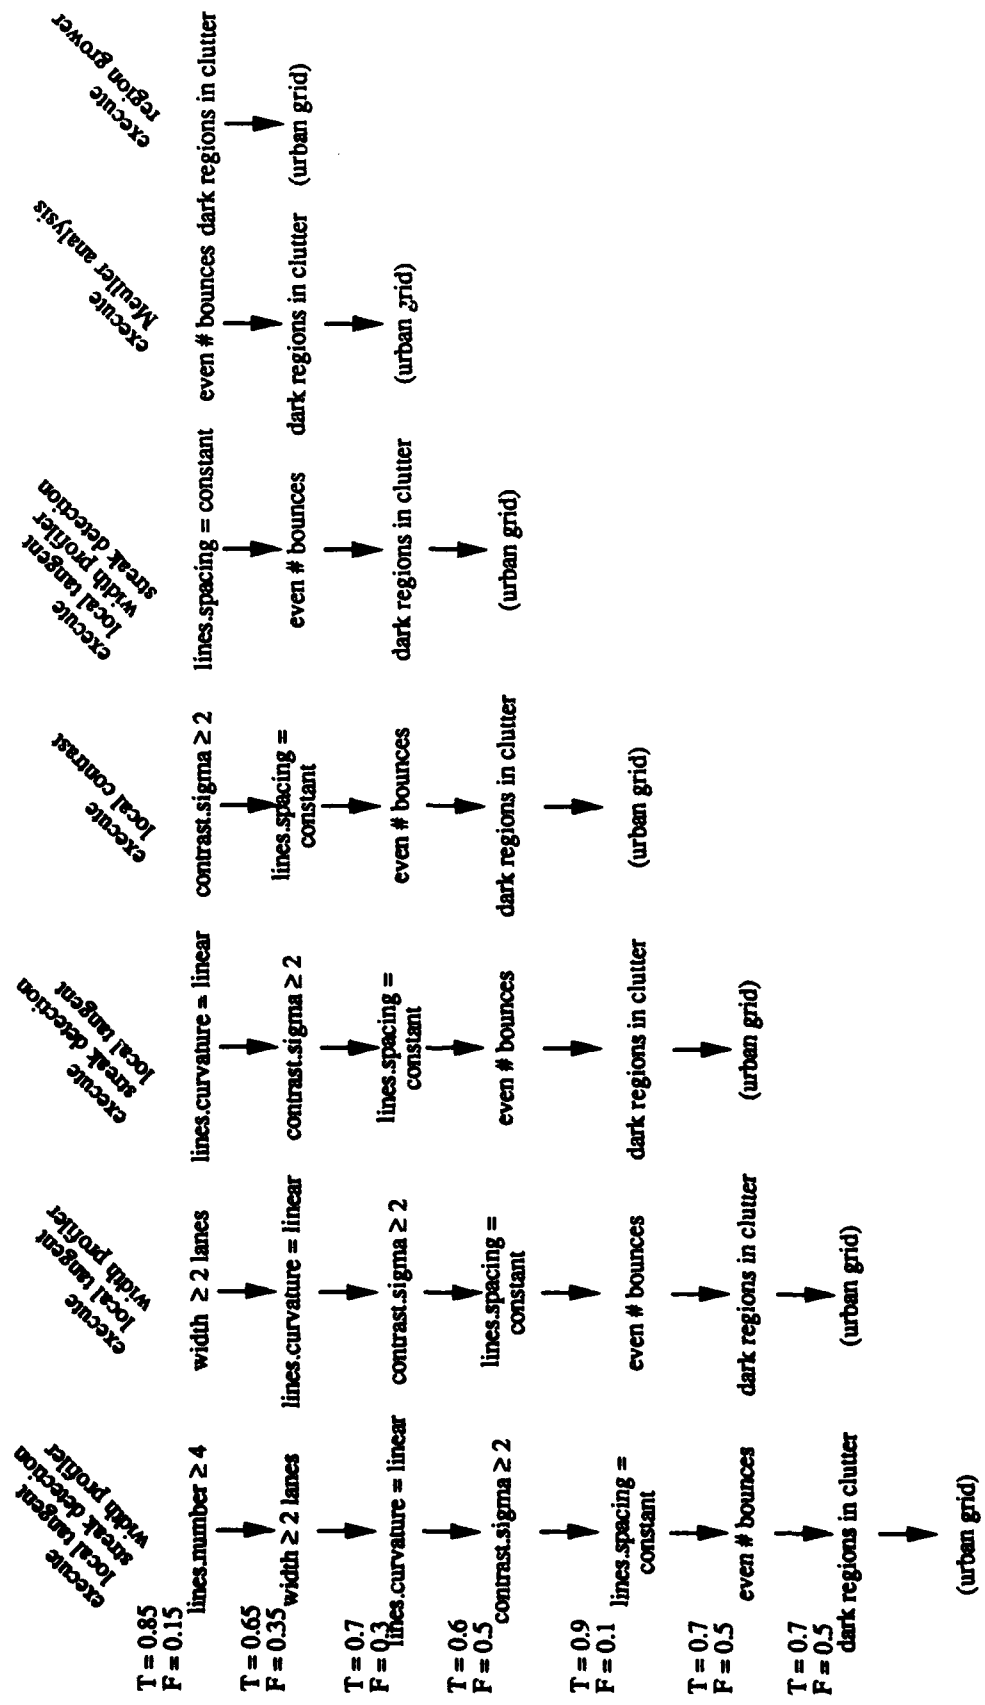 execute
local tangent
streak detection
width profiler
execute
local tangent
width profiler
execute
streak detection
local tangent
execute
local contrast
execute
local tangent
width profiler
streak detection
execute
Meuller analysis
execute
region grower
T = 0.85
F = 0.15
lines.number ≥ 4
width ≥ 2 lanes
lines.curvature = linear
contrast.sigma ≥ 2
lines.spacing = constant
even # bounces
dark regions in clutter
T = 0.65
F = 0.35
width ≥ 2 lanes
lines.curvature = linear
contrast.sigma ≥ 2
lines.spacing =
constant
even # bounces
dark regions in clutter
(urban grid)
T = 0.7
F = 0.3
lines.curvature = linear
contrast.sigma ≥ 2
lines.spacing =
constant
even # bounces
dark regions in clutter
(urban grid)
T = 0.6
F = 0.5
contrast.sigma ≥ 2
lines.spacing =
constant
even # bounces
dark regions in clutter
(urban grid)
T = 0.9
F = 0.1
lines.spacing =
constant
even # bounces
dark regions in clutter
(urban grid)
T = 0.7
F = 0.5
even # bounces
dark regions in clutter
(urban grid)
T = 0.7
F = 0.5
dark regions in clutter
(urban grid)
(urban grid)